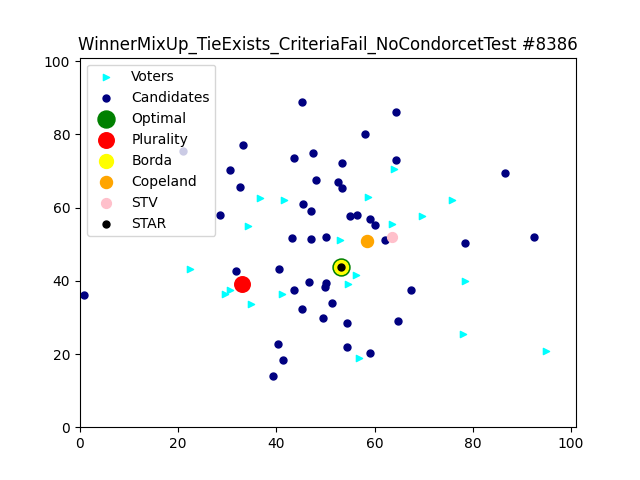 WinnerMixUp_TieExists_CriteriaFail_NoCondorcetTest #8386
Voters
Candidates
Optimal
Plurality
Borda
Copeland
STV
STAR
100
80
60
40
20
0
0 20 40 60 80 100